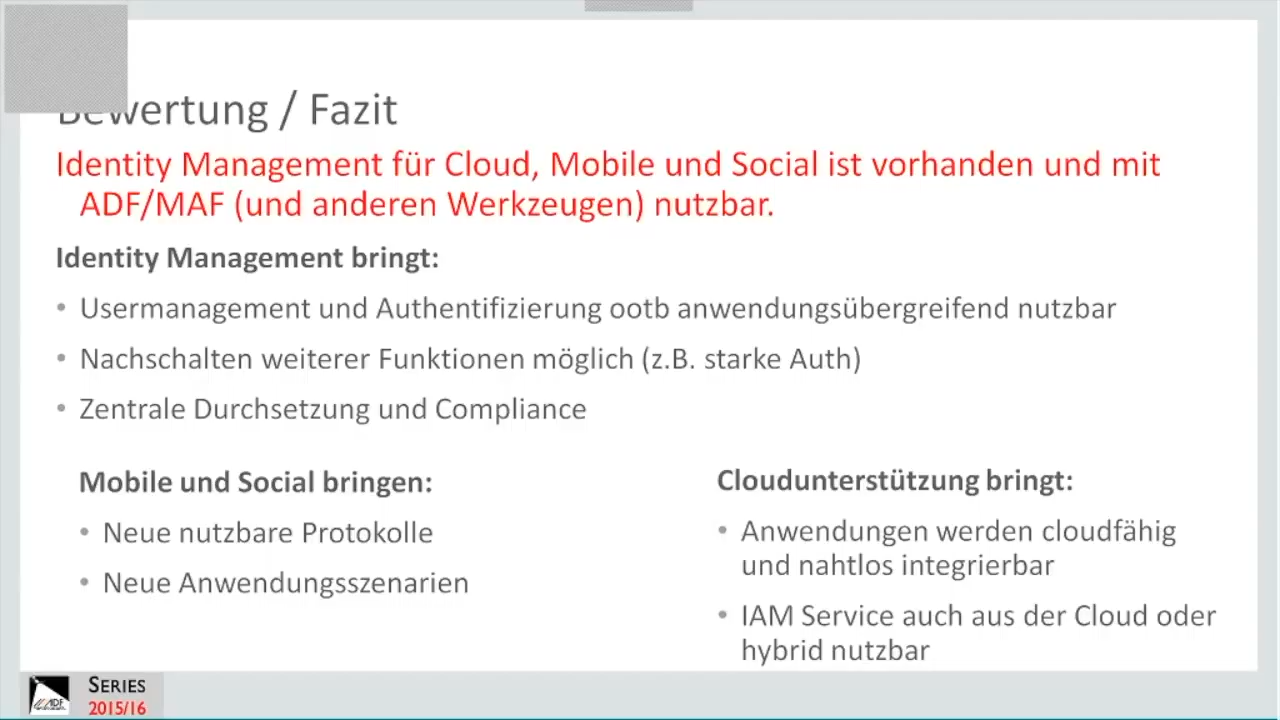 Bewertung / Fazit
Identity Management für Cloud, Mobile und Social ist vorhanden und mit
ADF/MAF (und anderen Werkzeugen) nutzbar.
Identity Management bringt:
• Usermanagement und Authentifizierung ootb anwendungsübergreifend nutzbar
• Nachschalten weiterer Funktionen möglich (z.B. starke Auth)
• Zentrale Durchsetzung und Compliance
Mobile und Social bringen:
• Neue nutzbare Protokolle
• Neue Anwendungsszenarien
Cloudunterstützung bringt:
• Anwendungen werden cloudfähig
und nahtlos integrierbar
• IAM Service auch aus der Cloud oder
hybrid nutzbar
ADF
SERIES
2015/16